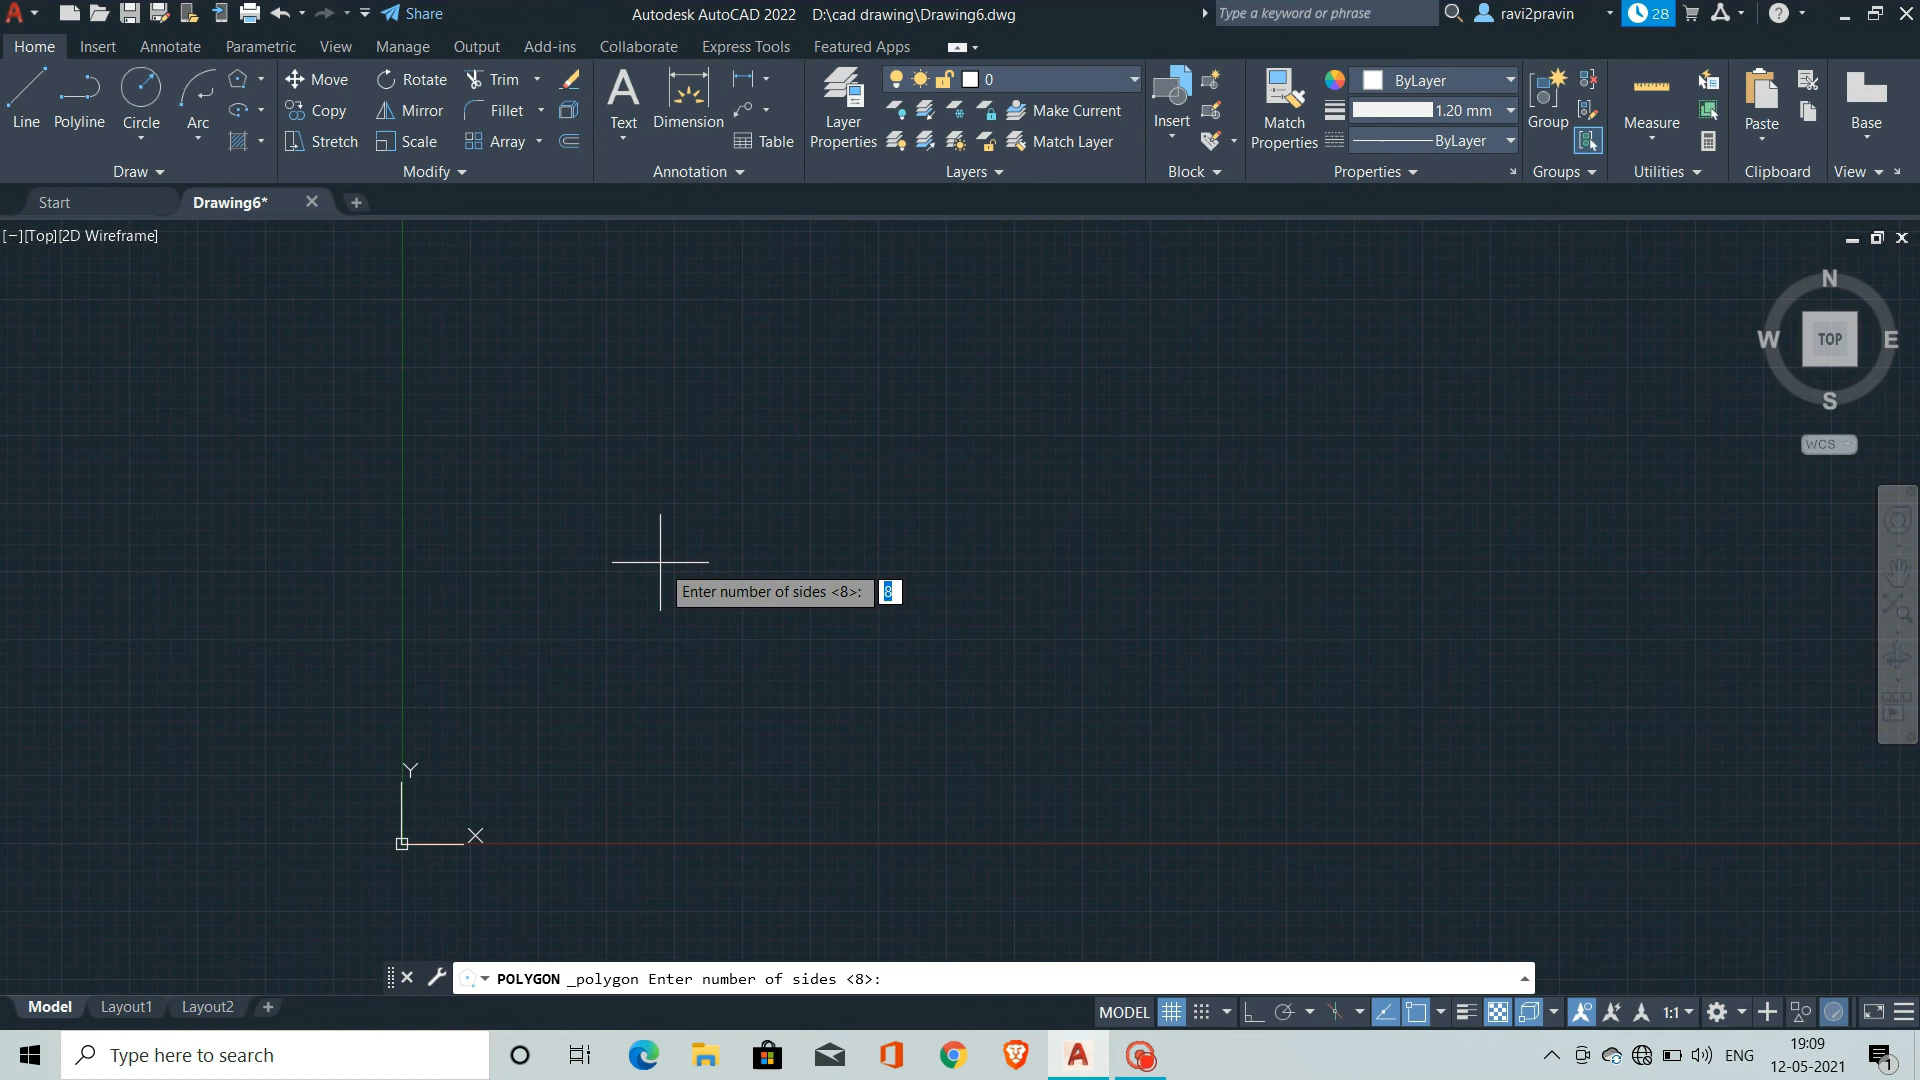 Share
Autodesk AutoCAD 2022 D:\cad drawing\Drawing6.dwg
Type a keyword or phrase
ravi2pravin
28
Home Insert Annotate Parametric View Manage Output Add-ins Collaborate Express Tools Featured Apps
Line Polyline Circle Arc
Move Rotate Trim
Copy Mirror Fillet
Stretch Scale Array
Text Dimension Table
Layer Properties
0
Make Current
Match Layer
Insert
Match Properties
ByLayer
1.20 mm
ByLayer
Group
Measure
Paste
Base
Draw Modify Annotation Layers Block Properties Groups Utilities Clipboard View
Start Drawing6*
[−][Top][2D Wireframe]
N
W TOP E
S
WCS
Enter number of sides <8>: 8
Y
X
POLYGON _polygon Enter number of sides <8>:
Model Layout1 Layout2
MODEL
1:1
Type here to search
ENG
19:09
12-05-2021
1